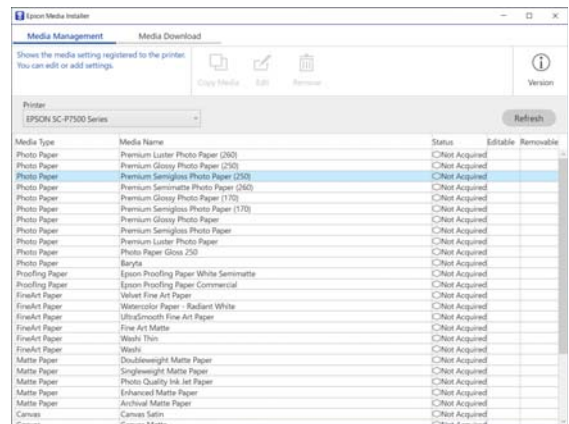 Epson Media Installer
Media Management Media Download
Shows the media setting registered to the printer.
You can edit or add settings.
Copy Media Edit Remove Version
Printer
EPSON SC-P7500 Series Refresh
Media Type Media Name Status Editable Removable
Photo Paper Premium Luster Photo Paper (260) Not Acquired
Photo Paper Premium Glossy Photo Paper (250) Not Acquired
Photo Paper Premium Semigloss Photo Paper (250) Not Acquired
Photo Paper Premium Semimatte Photo Paper (260) Not Acquired
Photo Paper Premium Glossy Photo Paper (170) Not Acquired
Photo Paper Premium Semigloss Photo Paper (170) Not Acquired
Photo Paper Premium Glossy Photo Paper Not Acquired
Photo Paper Premium Semigloss Photo Paper Not Acquired
Photo Paper Premium Luster Photo Paper Not Acquired
Photo Paper Photo Paper Gloss 250 Not Acquired
Photo Paper Baryta Not Acquired
Proofing Paper Epson Proofing Paper White Semimatte Not Acquired
Proofing Paper Epson Proofing Paper Commercial Not Acquired
FineArt Paper Velvet Fine Art Paper Not Acquired
FineArt Paper Watercolor Paper - Radiant White Not Acquired
FineArt Paper UltraSmooth Fine Art Paper Not Acquired
FineArt Paper Fine Art Matte Not Acquired
FineArt Paper Washi Thin Not Acquired
FineArt Paper Washi Not Acquired
Matte Paper Doubleweight Matte Paper Not Acquired
Matte Paper Singleweight Matte Paper Not Acquired
Matte Paper Photo Quality Ink Jet Paper Not Acquired
Matte Paper Enhanced Matte Paper Not Acquired
Matte Paper Archival Matte Paper Not Acquired
Canvas Canvas Satin Not Acquired